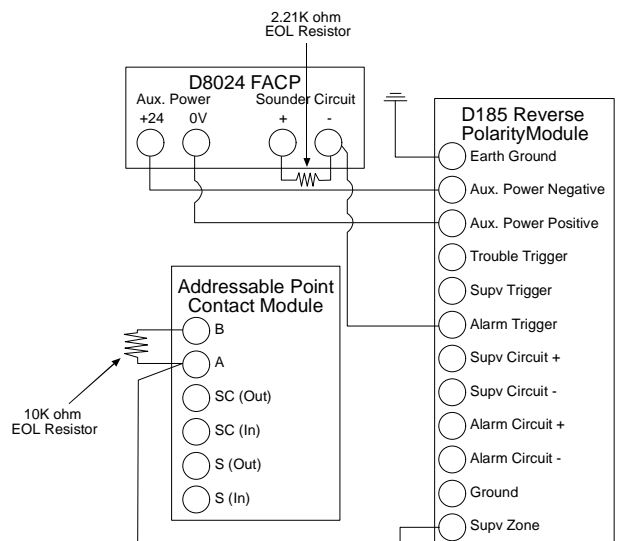 2.21K ohm
EOL Resistor
D8024 FACP
Aux. Power
Sounder Circuit
+24
0V
+
-
D185 Reverse
PolarityModule
Earth Ground
Aux. Power Negative
Aux. Power Positive
Trouble Trigger
Supv Trigger
Alarm Trigger
Supv Circuit +
Supv Circuit -
Alarm Circuit +
Alarm Circuit -
Ground
Supv Zone
Addressable Point
Contact Module
B
A
SC (Out)
SC (In)
S (Out)
S (In)
10K ohm
EOL Resistor